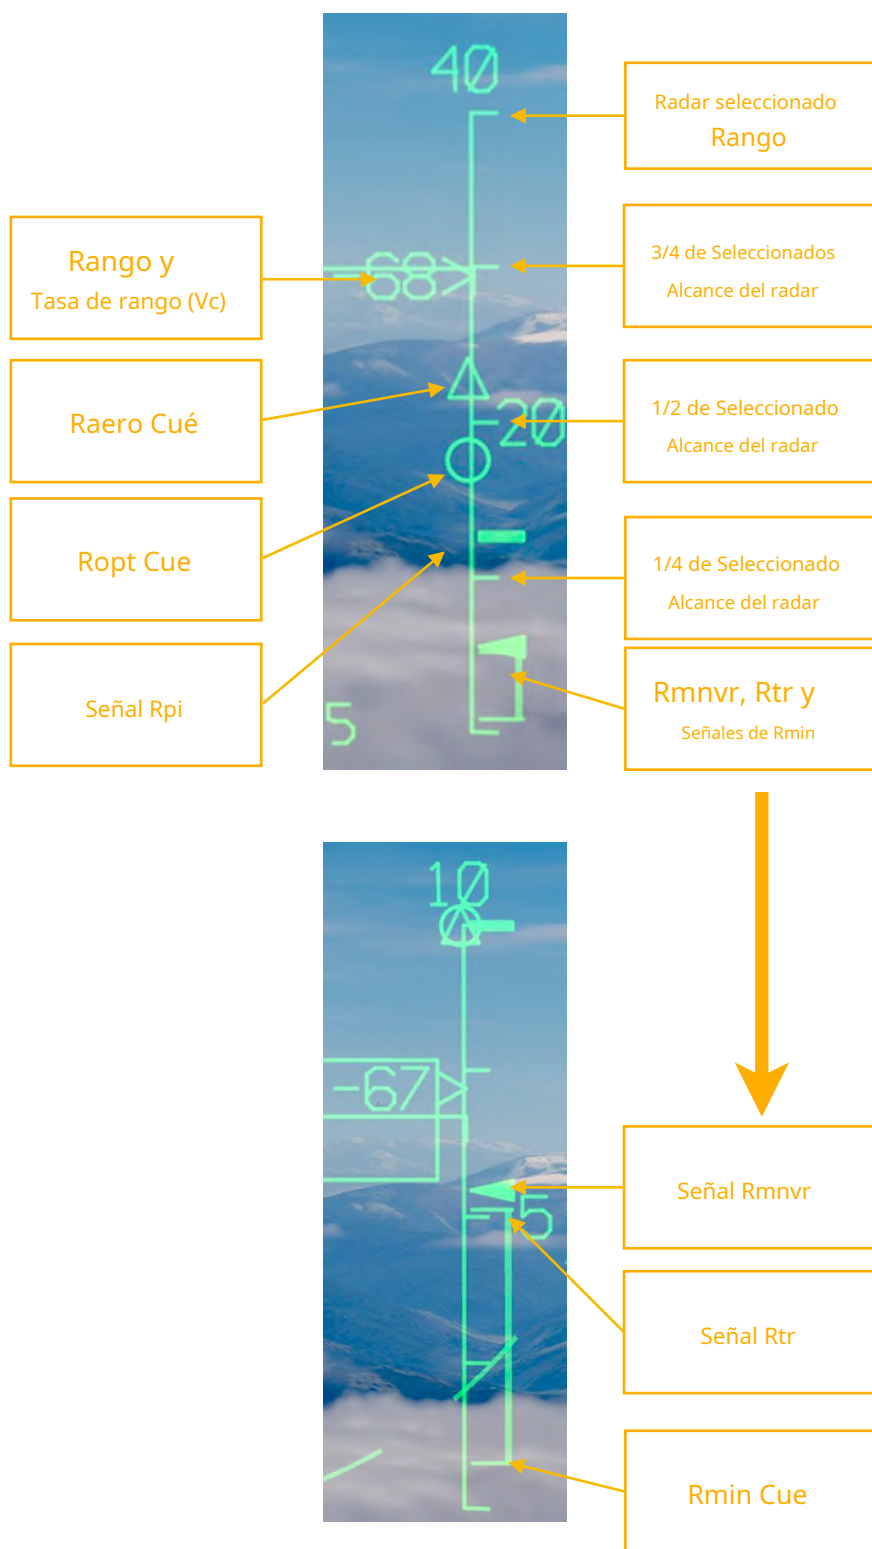 40
Radar seleccionado
Rango
Rango y
Tasa de rango (Vc)
-68
3/4 de Seleccionados
Alcance del radar
Raero Cué
20
1/2 de Seleccionado
Alcance del radar
Ropt Cue
1/4 de Seleccionado
Alcance del radar
Señal Rpi
5
Rmnvr, Rtr y
Señales de Rmin
10
-67
5
Señal Rmnvr
Señal Rtr
Rmin Cue